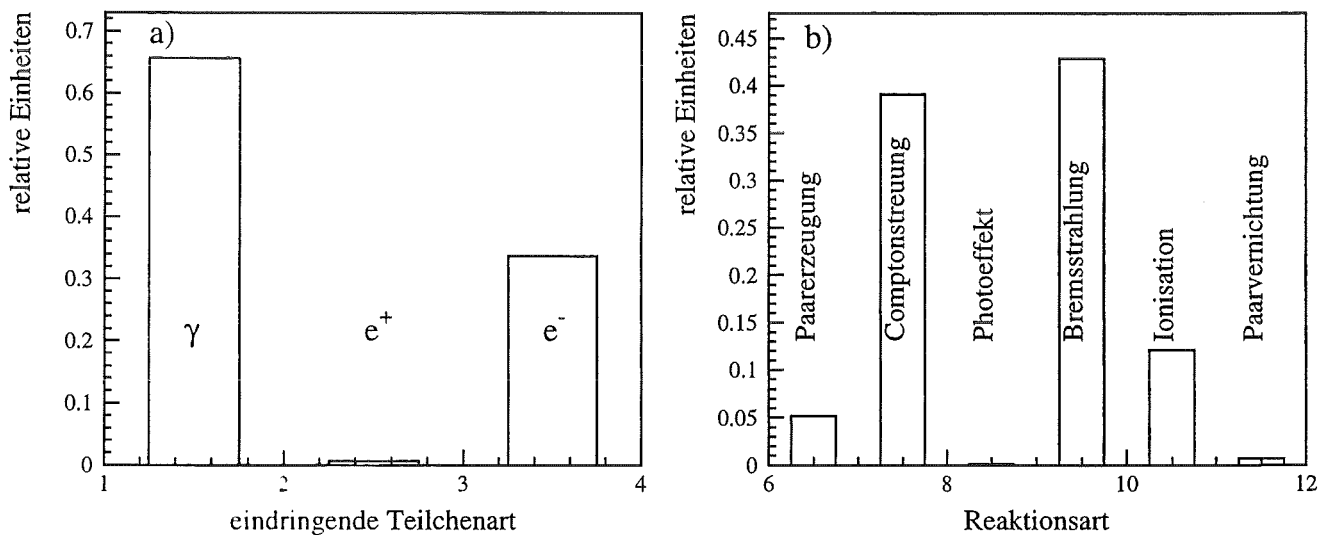 a)
relative Einheiten
0.7
0.6
0.5
0.4
0.3
0.2
0.1
0
γ
e+
e-
1
2
3
4
eindringende Teilchenart
b)
relative Einheiten
0.45
0.4
0.35
0.3
0.25
0.2
0.15
0.1
0.05
0
Paarerzeugung
Comptonstreuung
Photoeffekt
Bremsstrahlung
Ionisation
Paarvernichtung
6
8
10
12
Reaktionsart